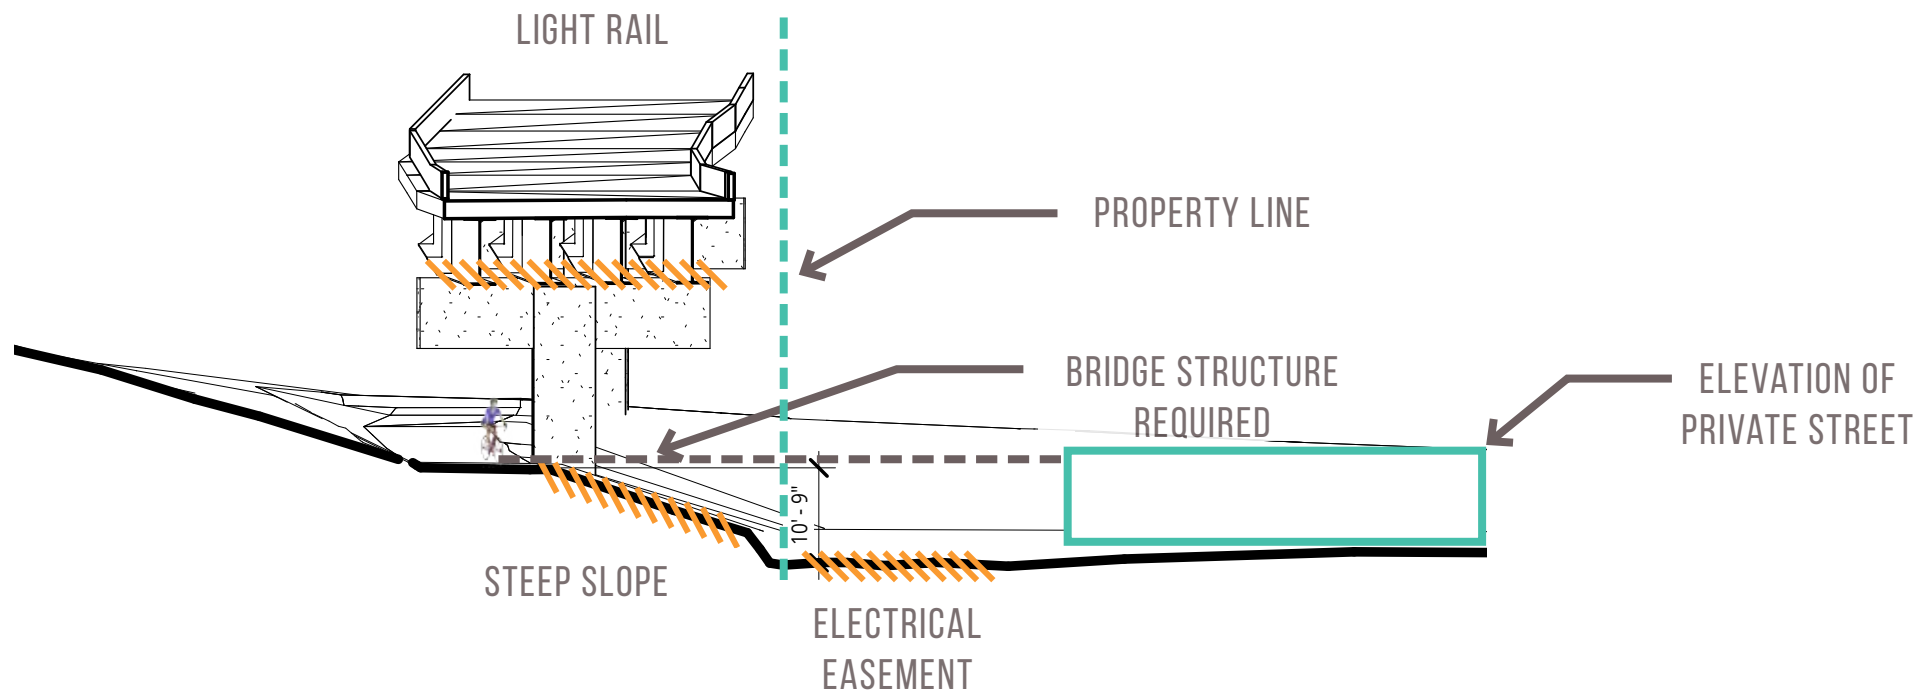 LIGHT RAIL
PROPERTY LINE
BRIDGE STRUCTURE
REQUIRED
ELEVATION OF
PRIVATE STREET
10' - 9"
STEEP SLOPE
ELECTRICAL
EASEMENT